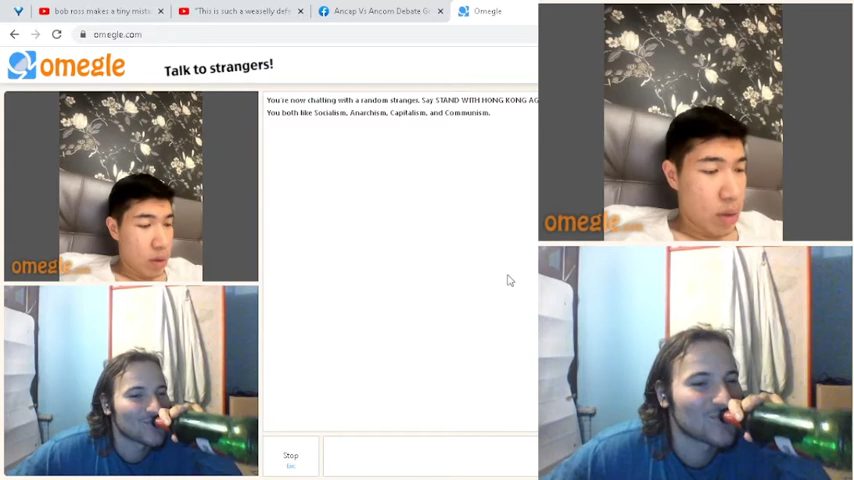 bob ross makes a tiny mista
"This is such a weaselly defe
Ancap Vs Ancom Debate Gr
Omegle
omegle.com
omegle
Talk to strangers!
You're now chatting with a random stranger. Say STAND WITH HONG KONG AG
You both like Socialism, Anarchism, Capitalism, and Communism.
omegle
omegle
Stop
Esc